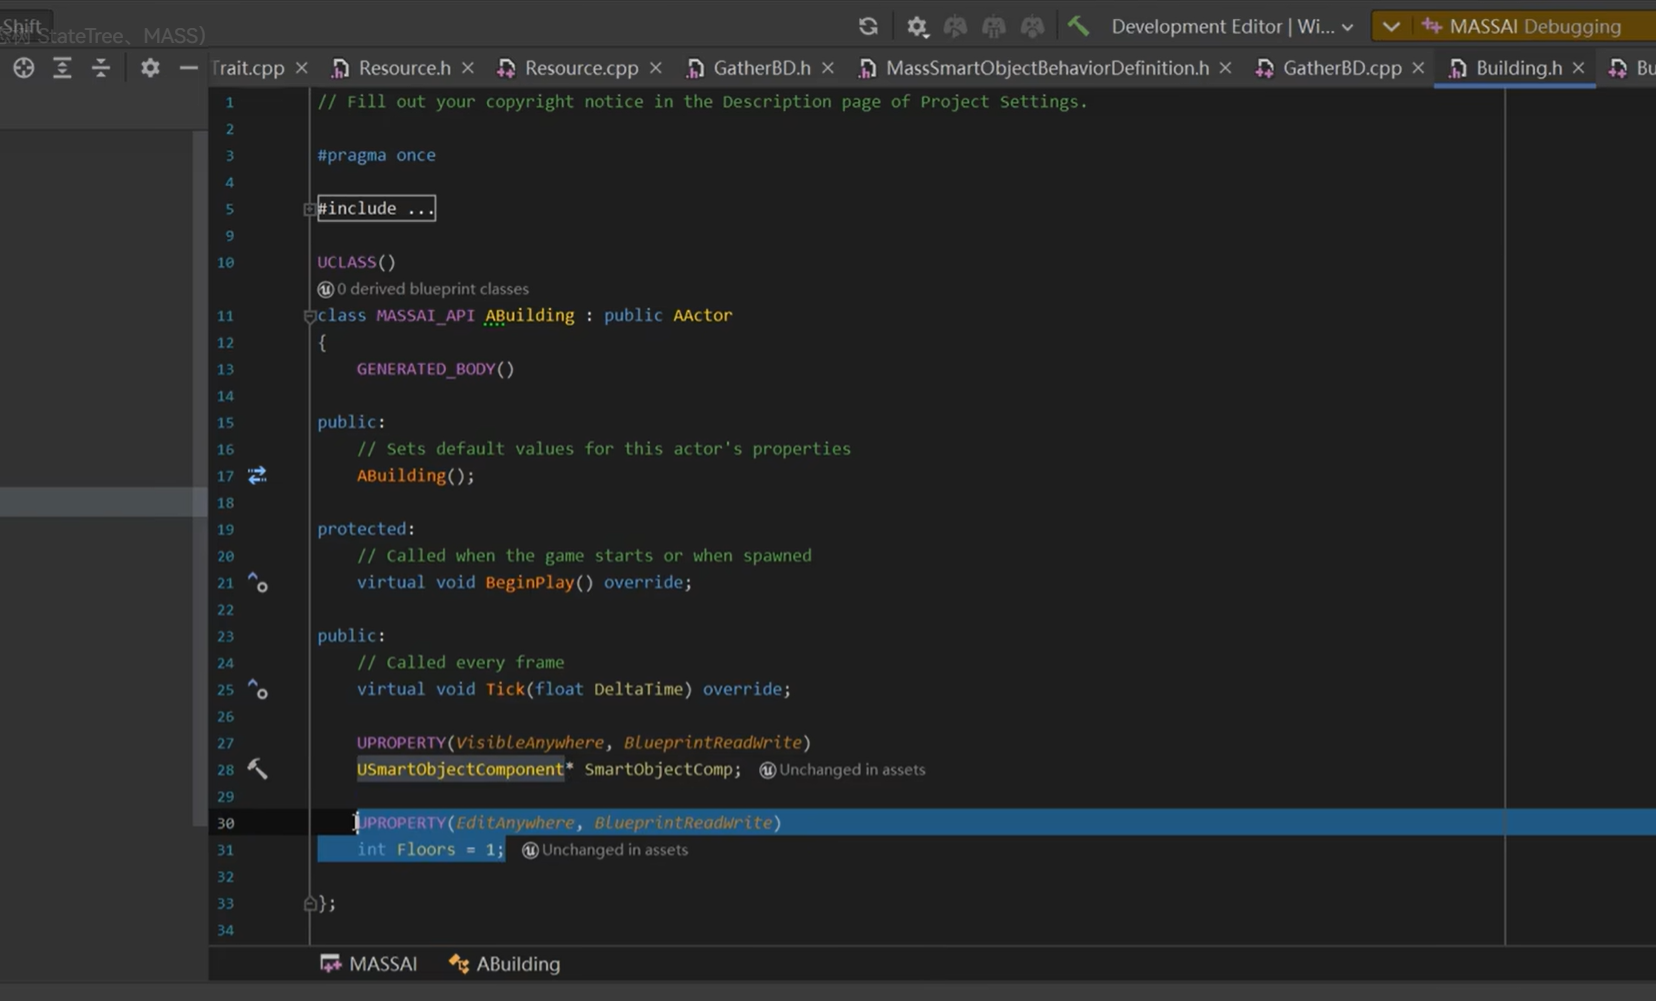 Shift
StateTree、MASS)
Development Editor | Wi...
MASSAI Debugging
Trait.cpp
Resource.h
Resource.cpp
GatherBD.h
MassSmartObjectBehaviorDefinition.h
GatherBD.cpp
Building.h
Bu
1 // Fill out your copyright notice in the Description page of Project Settings.
2
3 #pragma once
4
5 #include ...
9
10 UCLASS()
0 derived blueprint classes
11 class MASSAI_API ABuilding : public AActor
12 {
13 GENERATED_BODY()
14
15 public:
16 // Sets default values for this actor's properties
17 ABuilding();
18
19 protected:
20 // Called when the game starts or when spawned
21 virtual void BeginPlay() override;
22
23 public:
24 // Called every frame
25 virtual void Tick(float DeltaTime) override;
26
27 UPROPERTY(VisibleAnywhere, BlueprintReadWrite)
28 USmartObjectComponent* SmartObjectComp; Unchanged in assets
29
30 UPROPERTY(EditAnywhere, BlueprintReadWrite)
31 int Floors = 1; Unchanged in assets
32
33 };
34
MASSAI
ABuilding